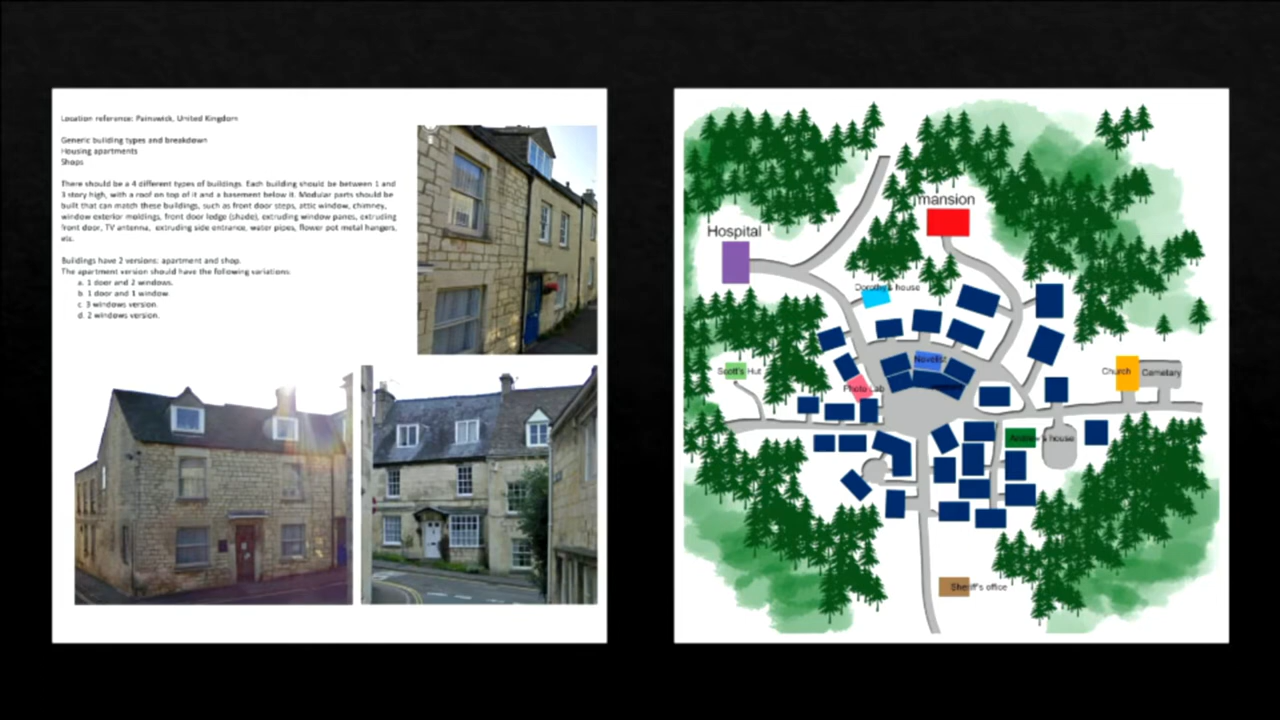 Location reference: Painswick, United Kingdom
Generic building types and breakdown
Housing apartments
Shops
There should be a 4 different types of buildings. Each building should be between 1 and
3 story high, with a roof on top of it and a basement below it. Modular parts should be
built that can match these buildings, such as front door steps, attic window, chimney,
window exterior moldings, front door ledge (shade), extruding window panes, extruding
front door, TV antenna, extruding side entrance, water pipes, flower pot metal hangers,
etc.
Buildings have 2 versions: apartment and shop.
The apartment version should have the following variations:
a. 1 door and 2 windows.
b. 1 door and 1 window
c. 3 windows version.
d. 2 windows version.
mansion
Hospital
Dorothy's house
Novelist
Scott's Hut
Photo Lab
Church
Cemetary
Andrew's house
Sheriff's office